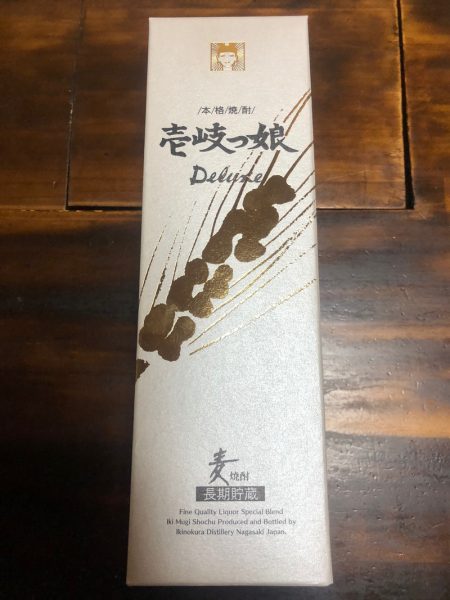 /本/格/焼/酎/
壱岐っ娘
Deluxe
麦焼酎
長期貯蔵
Fine Quality Liquor Special Blend
Iki Mugi Shochu Produced and Bottled by
Ikinokura Distillery Nagasaki Japan.